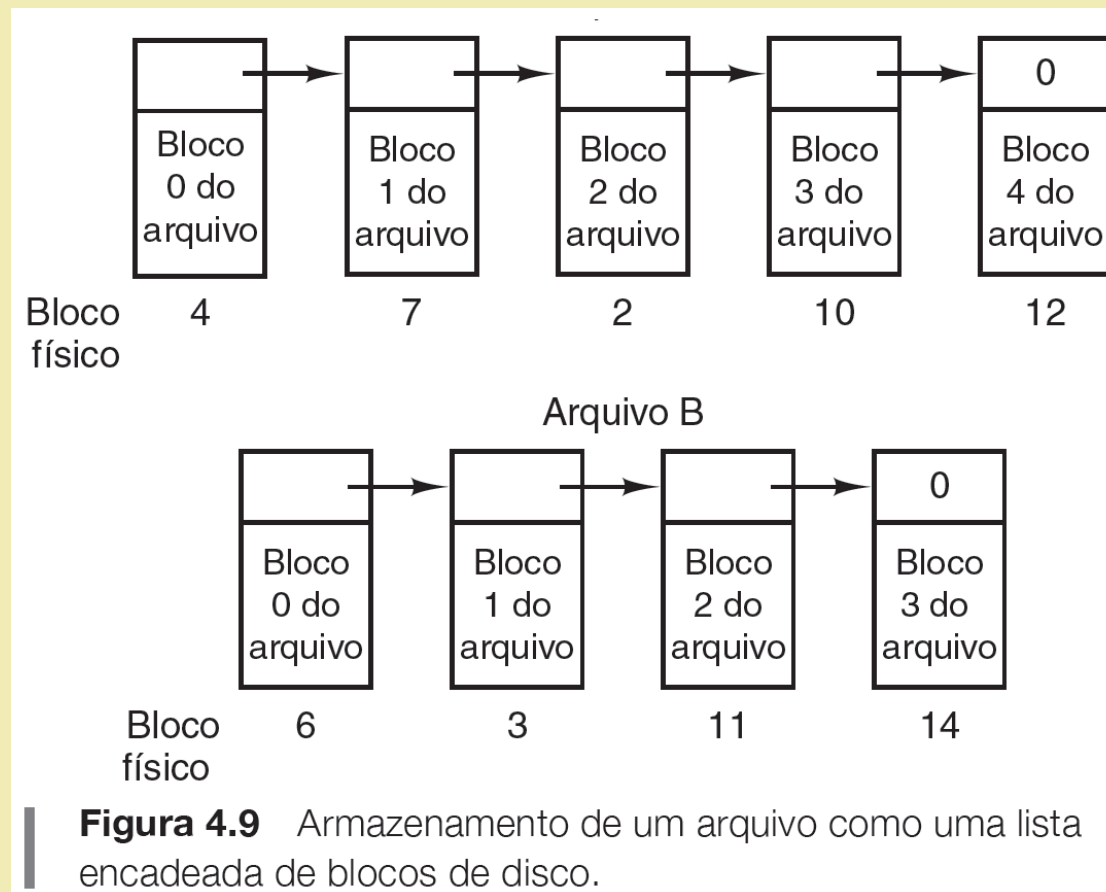 0
Bloco Bloco Bloco Bloco Bloco
0 do 1 do 2 do 3 do 4 do
arquivo arquivo arquivo arquivo arquivo
Bloco 4 7 2 10 12
físico
Arquivo B
0
Bloco Bloco Bloco Bloco
0 do 1 do 2 do 3 do
arquivo arquivo arquivo arquivo
Bloco 6 3 11 14
físico
Figura 4.9 Armazenamento de um arquivo como uma lista
encadeada de blocos de disco.